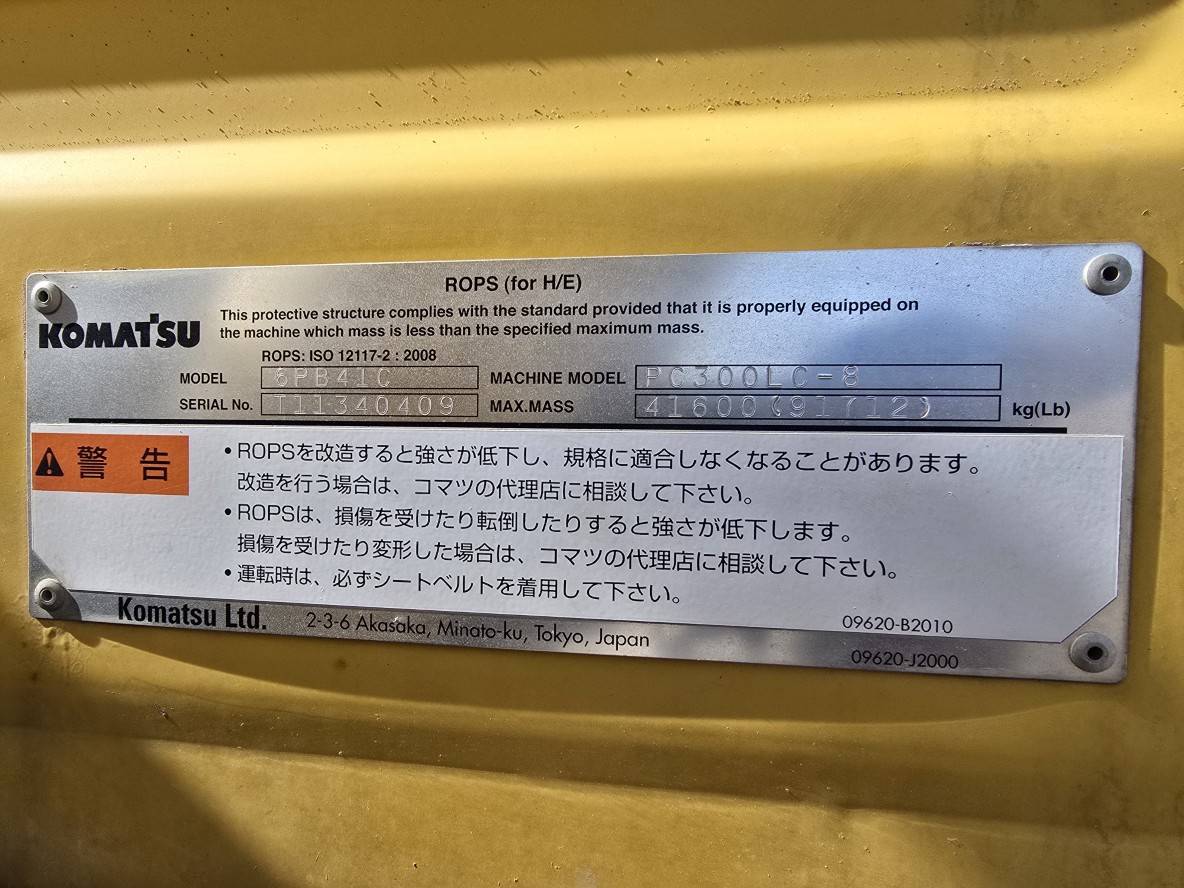 ROPS (for H/E)
KOMATSU
This protective structure complies with the standard provided that it is properly equipped on
the machine which mass is less than the specified maximum mass.
ROPS: ISO 12117-2 : 2008
MODEL 6PB41C MACHINE MODEL PC300LC-8
SERIAL No. T11340409 MAX.MASS 41600(91712) kg(Lb)
警告
•ROPSを改造すると強さが低下し、規格に適合しなくなることがあります。
改造を行う場合は、コマツの代理店に相談して下さい。
•ROPSは、損傷を受けたり転倒したりすると強さが低下します。
損傷を受けたり変形した場合は、コマツの代理店に相談して下さい。
•運転時は、必ずシートベルトを着用して下さい。
09620-B2010
Komatsu Ltd. 2-3-6 Akasaka, Minato-ku, Tokyo, Japan
09620-J2000